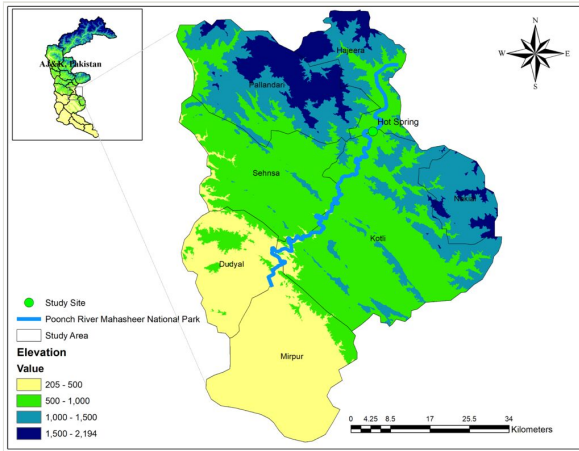 N
W E
S
AJ&K, Pkistan
Hajeera
Hot Spring
Sehnsa
Nakial
Kotli
Dudyal
Mirpur
Study Site
Poonch River Mahasheer National Park
Study Area
Elevation
Value
205 - 500
500 - 1,000
1,000 - 1,500
1,500 - 2,194
0 4.25 8.5 17 25.5 34
Kilometers